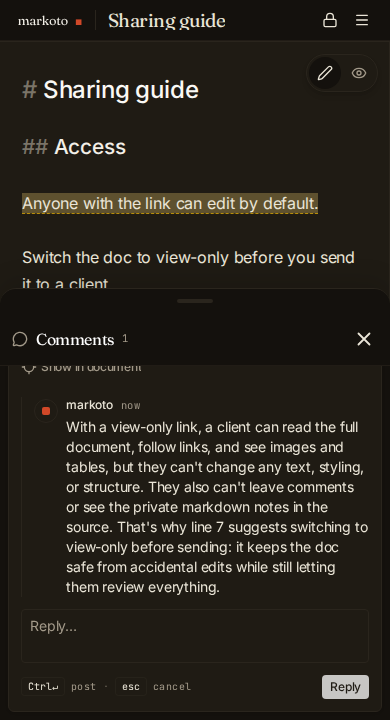 markoto
Sharing guide
# Sharing guide
## Access
Anyone with the link can edit by default.
Switch the doc to view-only before you send
it to a client
Comments 1
Show in document
markoto now
With a view-only link, a client can read the full
document, follow links, and see images and
tables, but they can't change any text, styling,
or structure. They also can't leave comments
or see the private markdown notes in the
source. That's why line 7 suggests switching to
view-only before sending: it keeps the doc
safe from accidental edits while still letting
them review everything.
Reply...
Ctrl↵ post · esc cancel
Reply